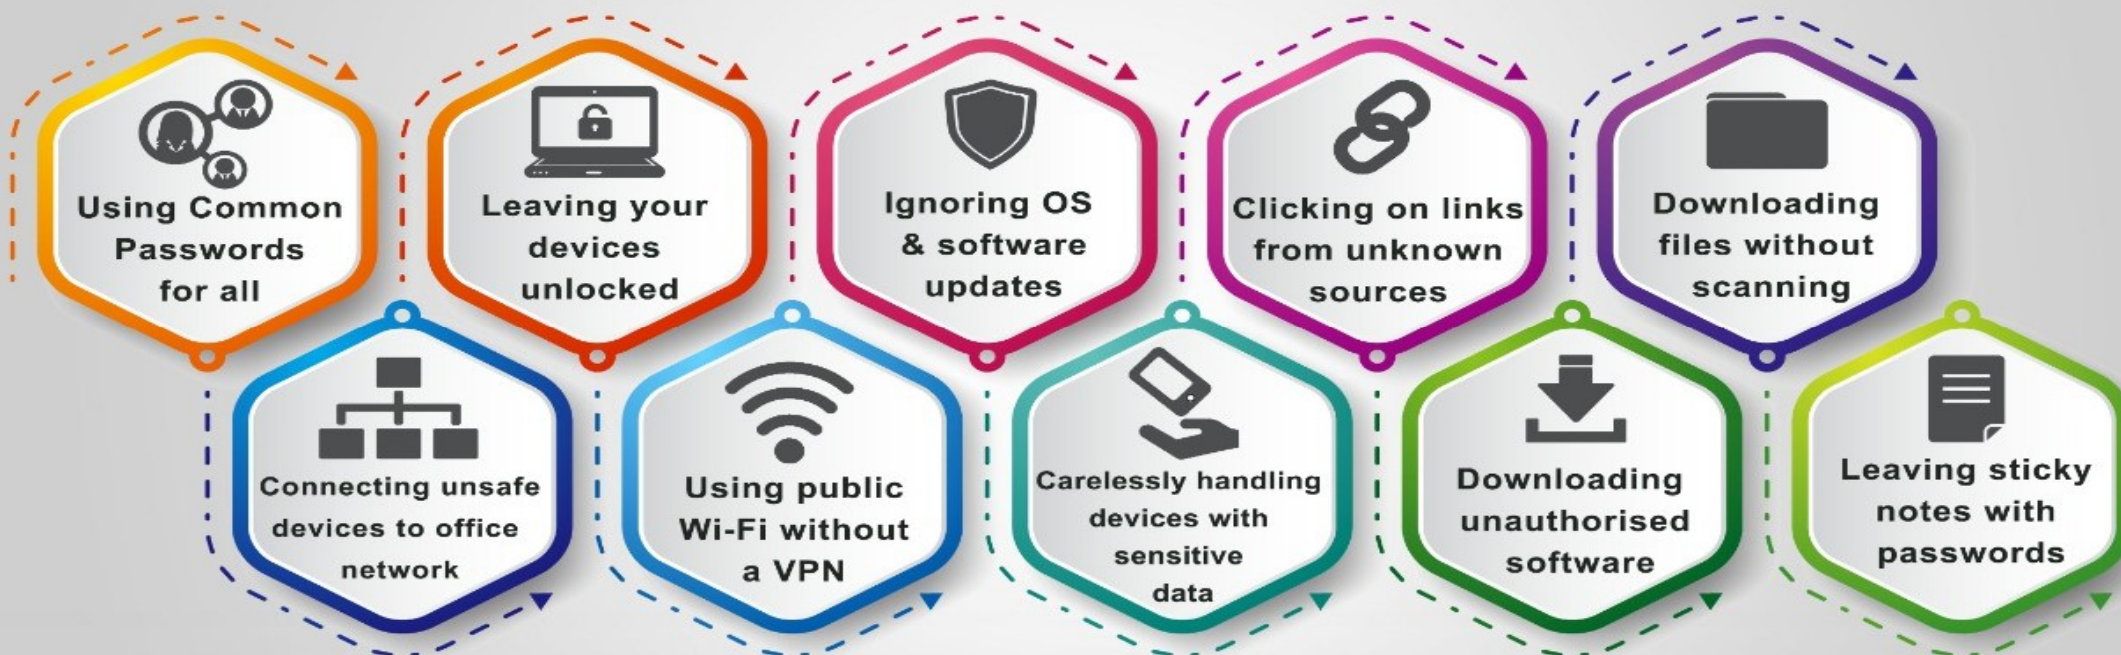 Using Common
Passwords
for all
Leaving your
devices
unlocked
Ignoring OS
& software
updates
Clicking on links
from unknown
sources
Downloading
files without
scanning
Connecting unsafe
devices to office
network
Using public
Wi-Fi without
a VPN
Carelessly handling
devices with
sensitive
data
Downloading
unauthorised
software
Leaving sticky
notes with
passwords